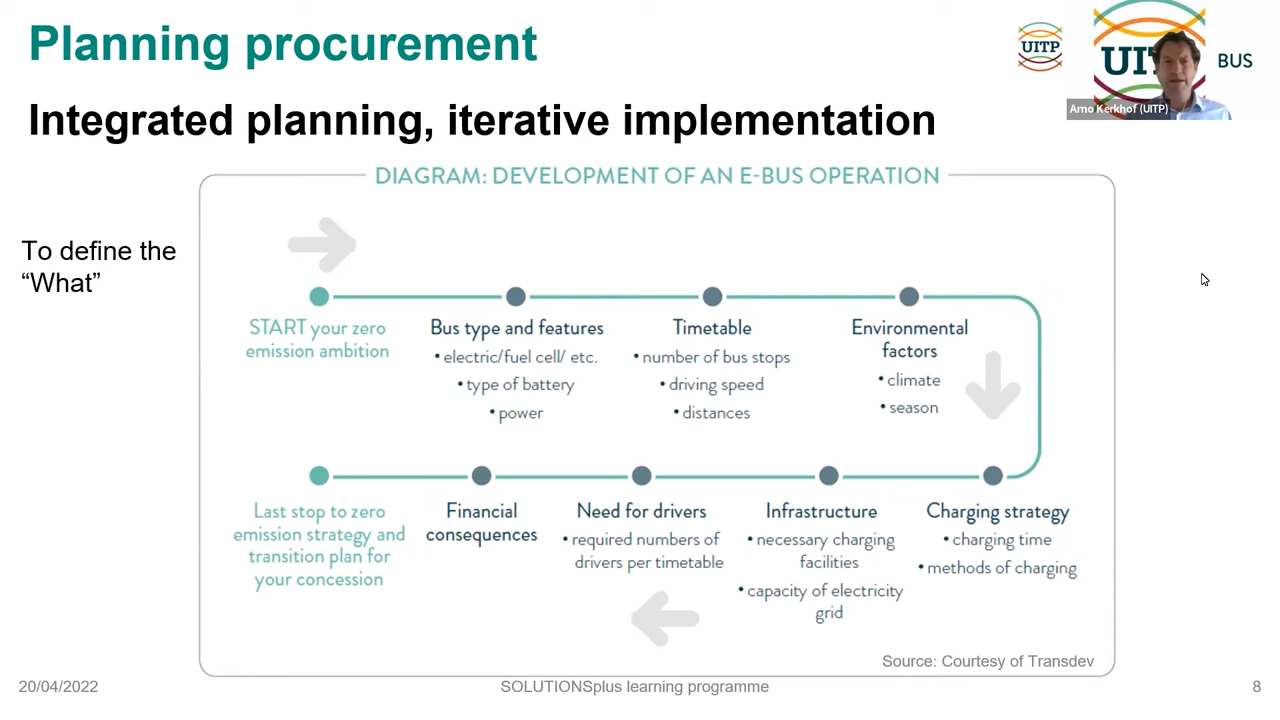 Planning procurement
UITP
UIT
BUS
Arno Kerkhof (UITP)
Integrated planning, iterative implementation
DIAGRAM: DEVELOPMENT OF AN E-BUS OPERATION
To define the
“What”
START your zero
emission ambition
Bus type and features
• electric/fuel cell/ etc.
• type of battery
• power
Timetable
• number of bus stops
• driving speed
• distances
Environmental
factors
• climate
• season
Last stop to zero
emission strategy and
transition plan for
your concession
Financial
consequences
Need for drivers
• required numbers of
drivers per timetable
Infrastructure
• necessary charging
facilities
• capacity of electricity
grid
Charging strategy
• charging time
• methods of charging
Source: Courtesy of Transdev
20/04/2022
SOLUTIONSplus learning programme
8